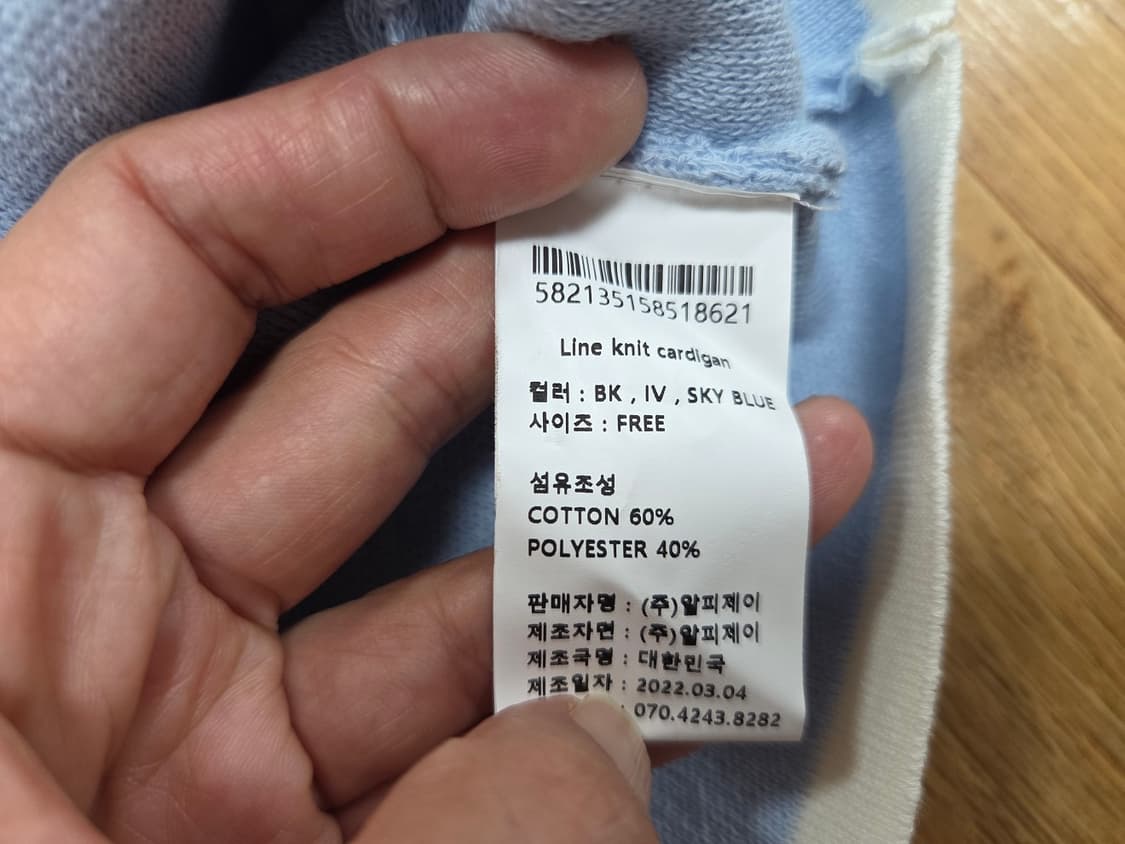 582135158518621
Line knit cardigan
컬러 : BK , IV , SKY BLUE
사이즈 : FREE
섬유조성
COTTON 60%
POLYESTER 40%
판매자명 : (주)알피제이
제조자면 : (주)알피제이
제조국명 : 대한민국
제조일자 : 2022.03.04
: 070.4243.8282